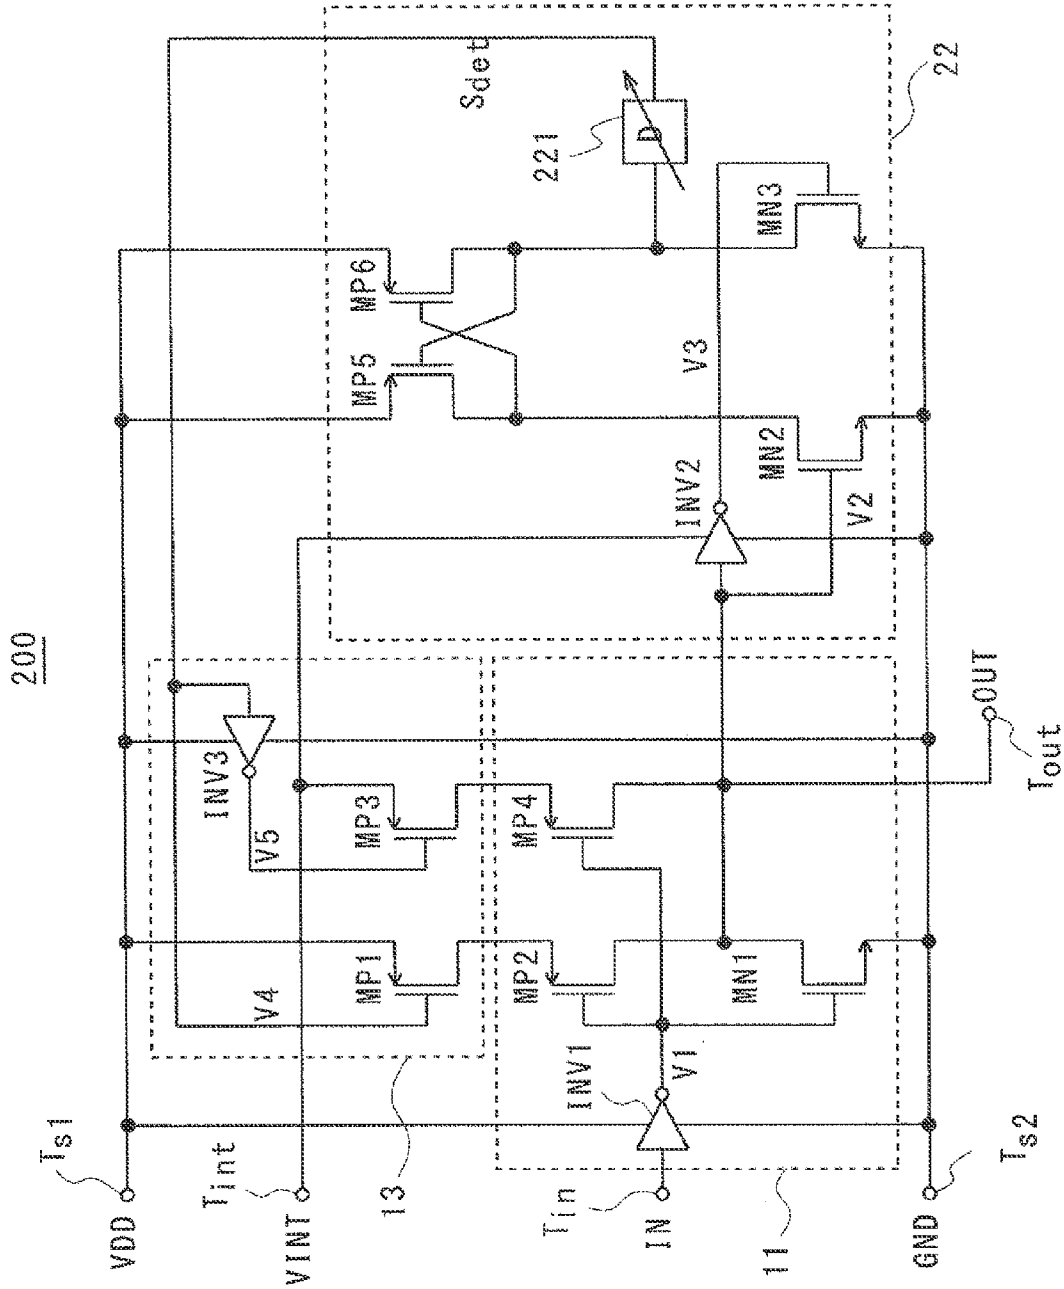 200
VDD
Ts1
VINT
Tint
IN
Tin
GND
Ts2
13
11
22
V4
V5
INV3
MP1
MP3
MP2
MP4
MN1
INV1
V1
OUT
Tout
MP5
MP6
Sdet
221
D
INV2
V3
V2
MN2
MN3